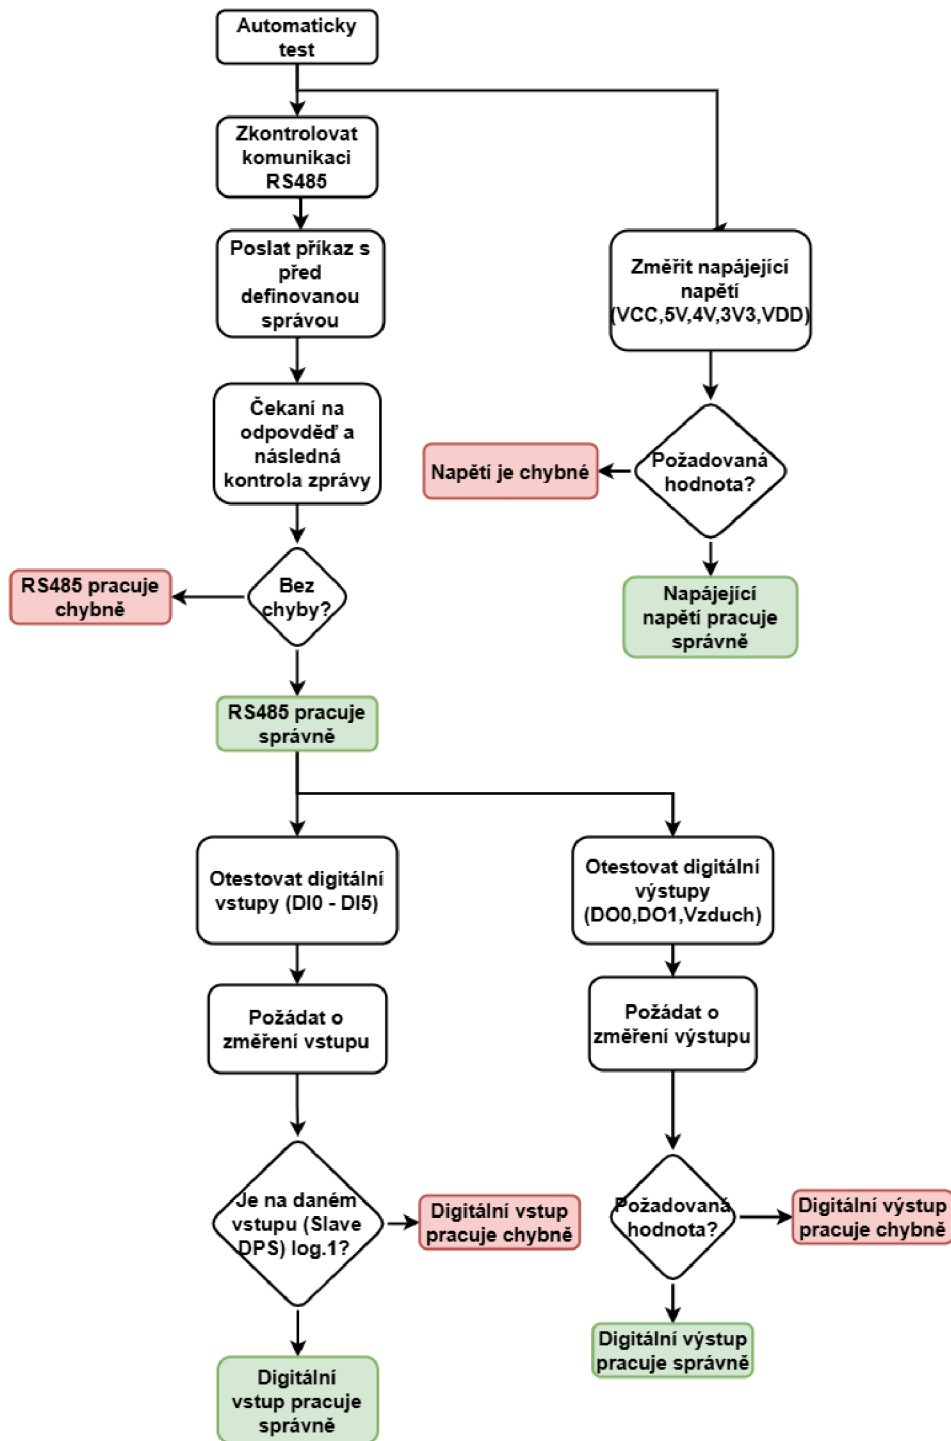 Automaticky
test
Zkontrolovat
komunikaci
RS485
Poslat příkaz s
před
definovanou
správou
Změřit napájející
napětí
(VCC,5V,4V,3V3,VDD)
Čekaní na
odpovděď a
následná
kontrola zprávy
Napětí je chybné
Požadovaná
hodnota?
RS485 pracuje
chybně
Bez
chyby?
Napájející
napětí pracuje
správně
RS485 pracuje
správně
Otestovat digitální
vstupy (DI0 - DI5)
Otestovat digitální
výstupy
(DO0,DO1,Vzduch)
Požádat o
změření vstupu
Požádat o
změření výstupu
Je na daném
vstupu (Slave
DPS) log.1?
Digitální vstup
pracuje chybně
Požadovaná
hodnota?
Digitální výstup
pracuje chybně
Digitální výstup
pracuje správně
Digitální
vstup pracuje
správně